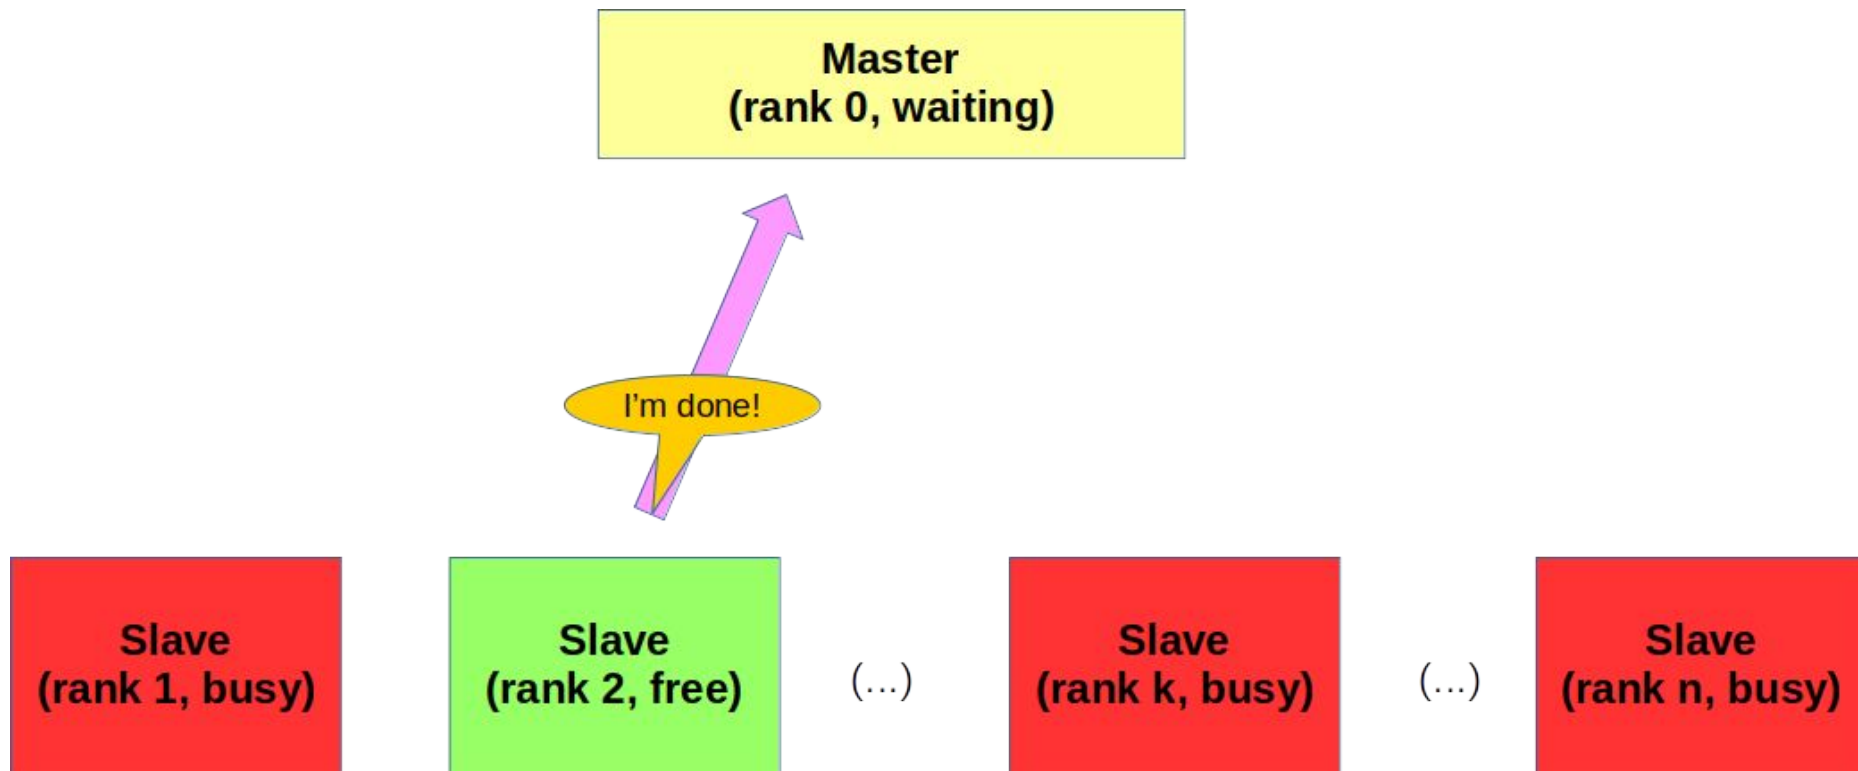 Master
(rank 0, waiting)
I’m done!
Slave
(rank 1, busy)
Slave
(rank 2, free)
(...)
Slave
(rank k, busy)
(...)
Slave
(rank n, busy)